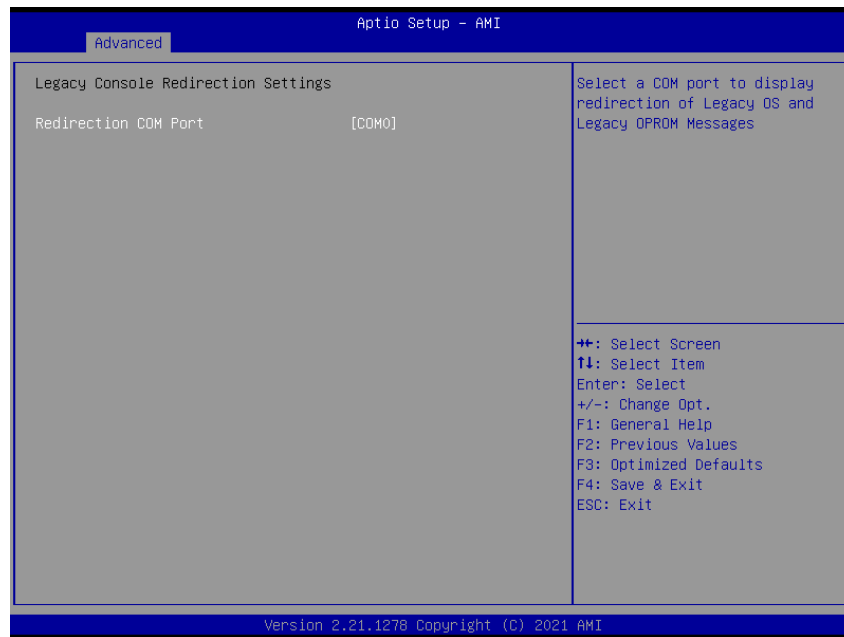 Aptio Setup – AMI
Advanced
Legacy Console Redirection Settings
Redirection COM Port [COM0]
Select a COM port to display
redirection of Legacy OS and
Legacy OPROM Messages
→←: Select Screen
↑↓: Select Item
Enter: Select
+/-: Change Opt.
F1: General Help
F2: Previous Values
F3: Optimized Defaults
F4: Save & Exit
ESC: Exit
Version 2.21.1278 Copyright (C) 2021 AMI